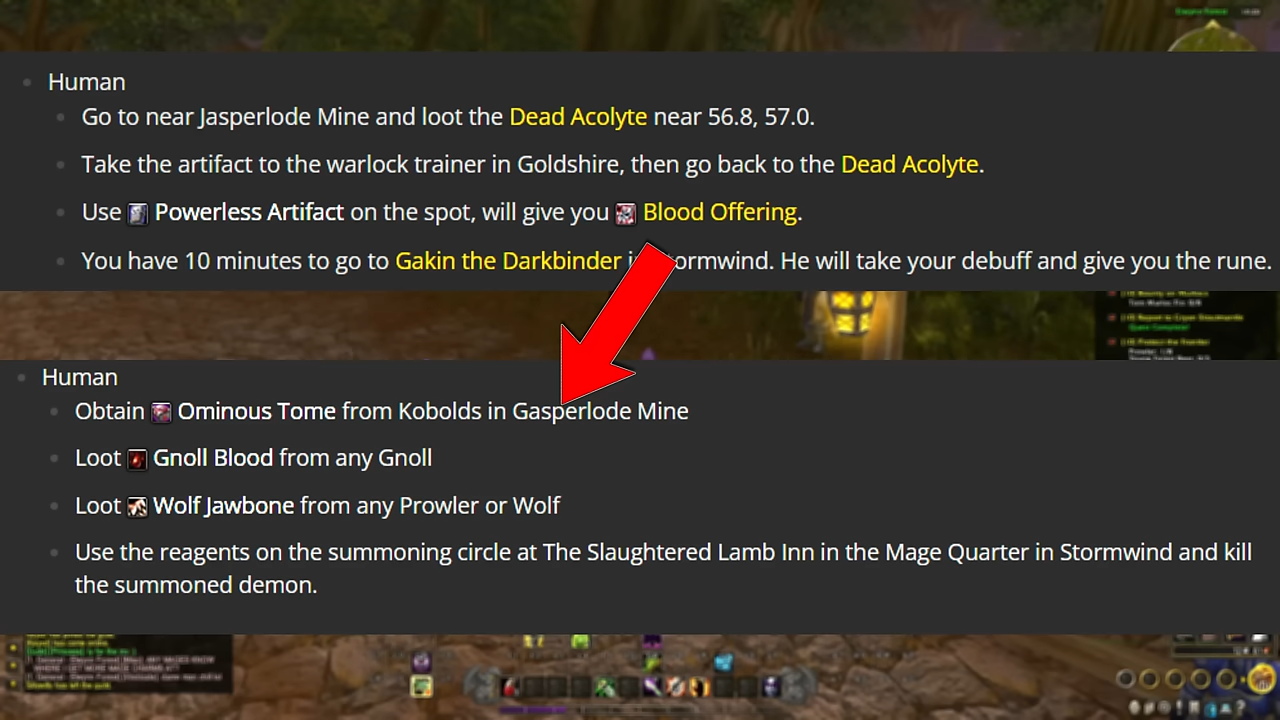 Human
Go to near Jasperlode Mine and loot the Dead Acolyte near 56.8, 57.0.
Take the artifact to the warlock trainer in Goldshire, then go back to the Dead Acolyte.
Use Powerless Artifact on the spot, will give you Blood Offering.
You have 10 minutes to go to Gakin the Darkbinder Stormwind. He will take your debuff and give you the rune.
Human
Obtain Ominous Tome from Kobolds in Gasperlode Mine
Loot Gnoll Blood from any Gnoll
Loot Wolf Jawbone from any Prowler or Wolf
Use the reagents on the summoning circle at The Slaughtered Lamb Inn in the Mage Quarter in Stormwind and kill
the summoned demon.